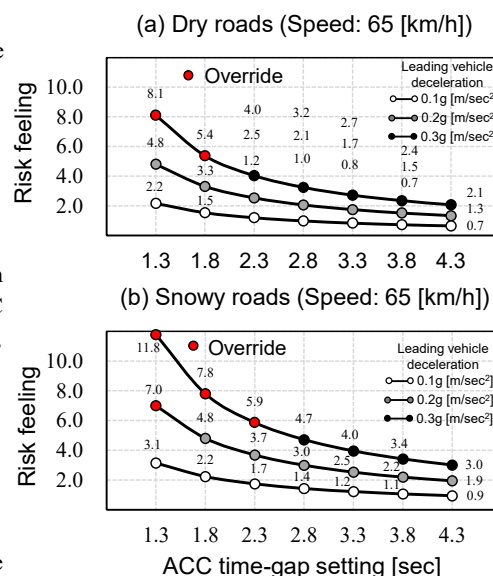 (a) Dry roads (Speed: 65 [km/h])
Risk feeling
10.0
8.0
6.0
4.0
2.0
Override
Leading vehicle
deceleration
0.1g [m/sec²
0.2g [m/sec²
0.3g [m/sec²
8.1
5.4
4.0
3.2
2.7
2.4
2.1
4.8
3.3
2.5
2.1
1.7
1.5
1.3
2.2
1.5
1.2
1.0
0.8
0.7
0.7
1.3 1.8 2.3 2.8 3.3 3.8 4.3
(b) Snowy roads (Speed: 65 [km/h])
Risk feeling
10.0
8.0
6.0
4.0
2.0
Override
Leading vehicle
deceleration
0.1g [m/sec²]
0.2g [m/sec²]
0.3g [m/sec²]
11.8
7.8
5.9
4.7
4.0
3.4
3.0
7.0
4.8
3.7
3.0
2.5
2.2
1.9
3.1
2.2
1.7
1.4
1.2
1.1
0.9
1.3 1.8 2.3 2.8 3.3 3.8 4.3
ACC time-gap setting [sec]